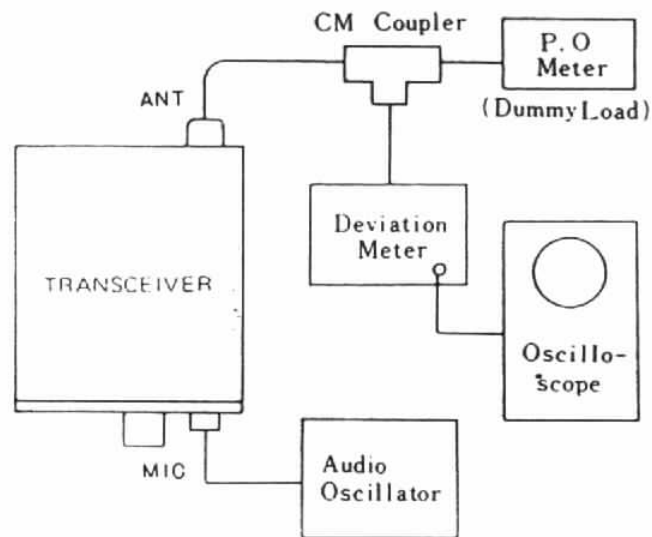 CM Coupler
P.O
Meter
(Dummy Load)
ANT
Deviation
Meter
TRANSCEIVER
Oscillo-
scope
MIC
Audio
Oscillator